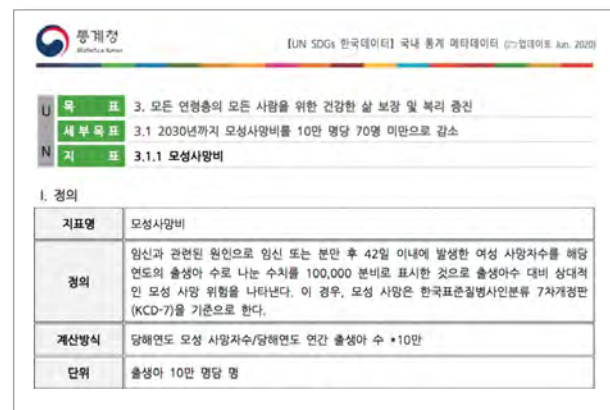 통계청
Statistics Korea
【UN SDGs 한국데이터】 국내 통계 메타데이터 (업데이트 Jun. 2020)
UN
목 표 3. 모든 연령층의 모든 사람을 위한 건강한 삶 보장 및 복리 증진
세부목표 3.1 2030년까지 모성사망비를 10만 명당 70명 미만으로 감소
지 표 3.1.1 모성사망비
I. 정의
지표명 모성사망비
정의
임신과 관련된 원인으로 임신 또는 분만 후 42일 이내에 발생한 여성 사망자수를 해당
연도의 출생아 수로 나눈 수치를 100,000 분비로 표시한 것으로 출생아수 대비 상대적
인 모성 사망 위험을 나타낸다. 이 경우, 모성 사망은 한국표준질병사인분류 7차개정판
(KCD-7)을 기준으로 한다.
계산방식 당해연도 모성 사망자수/당해연도 연간 출생아 수 *10만
단위 출생아 10만 명당 명